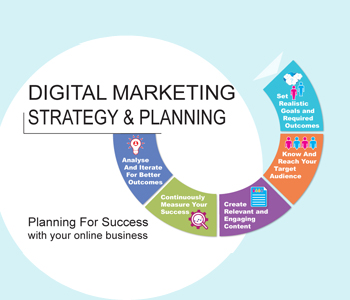 DIGITAL MARKETING
STRATEGY & PLANNING
Set
Realistic
Goals and
Required
Outcomes
Know And
Reach Your
Target
Audience
Create
Relevant and
Engaging
Content
Continuously
Measure Your
Success
Analyse
And Iterate
For Better
Outcomes
Planning For Success
with your online business